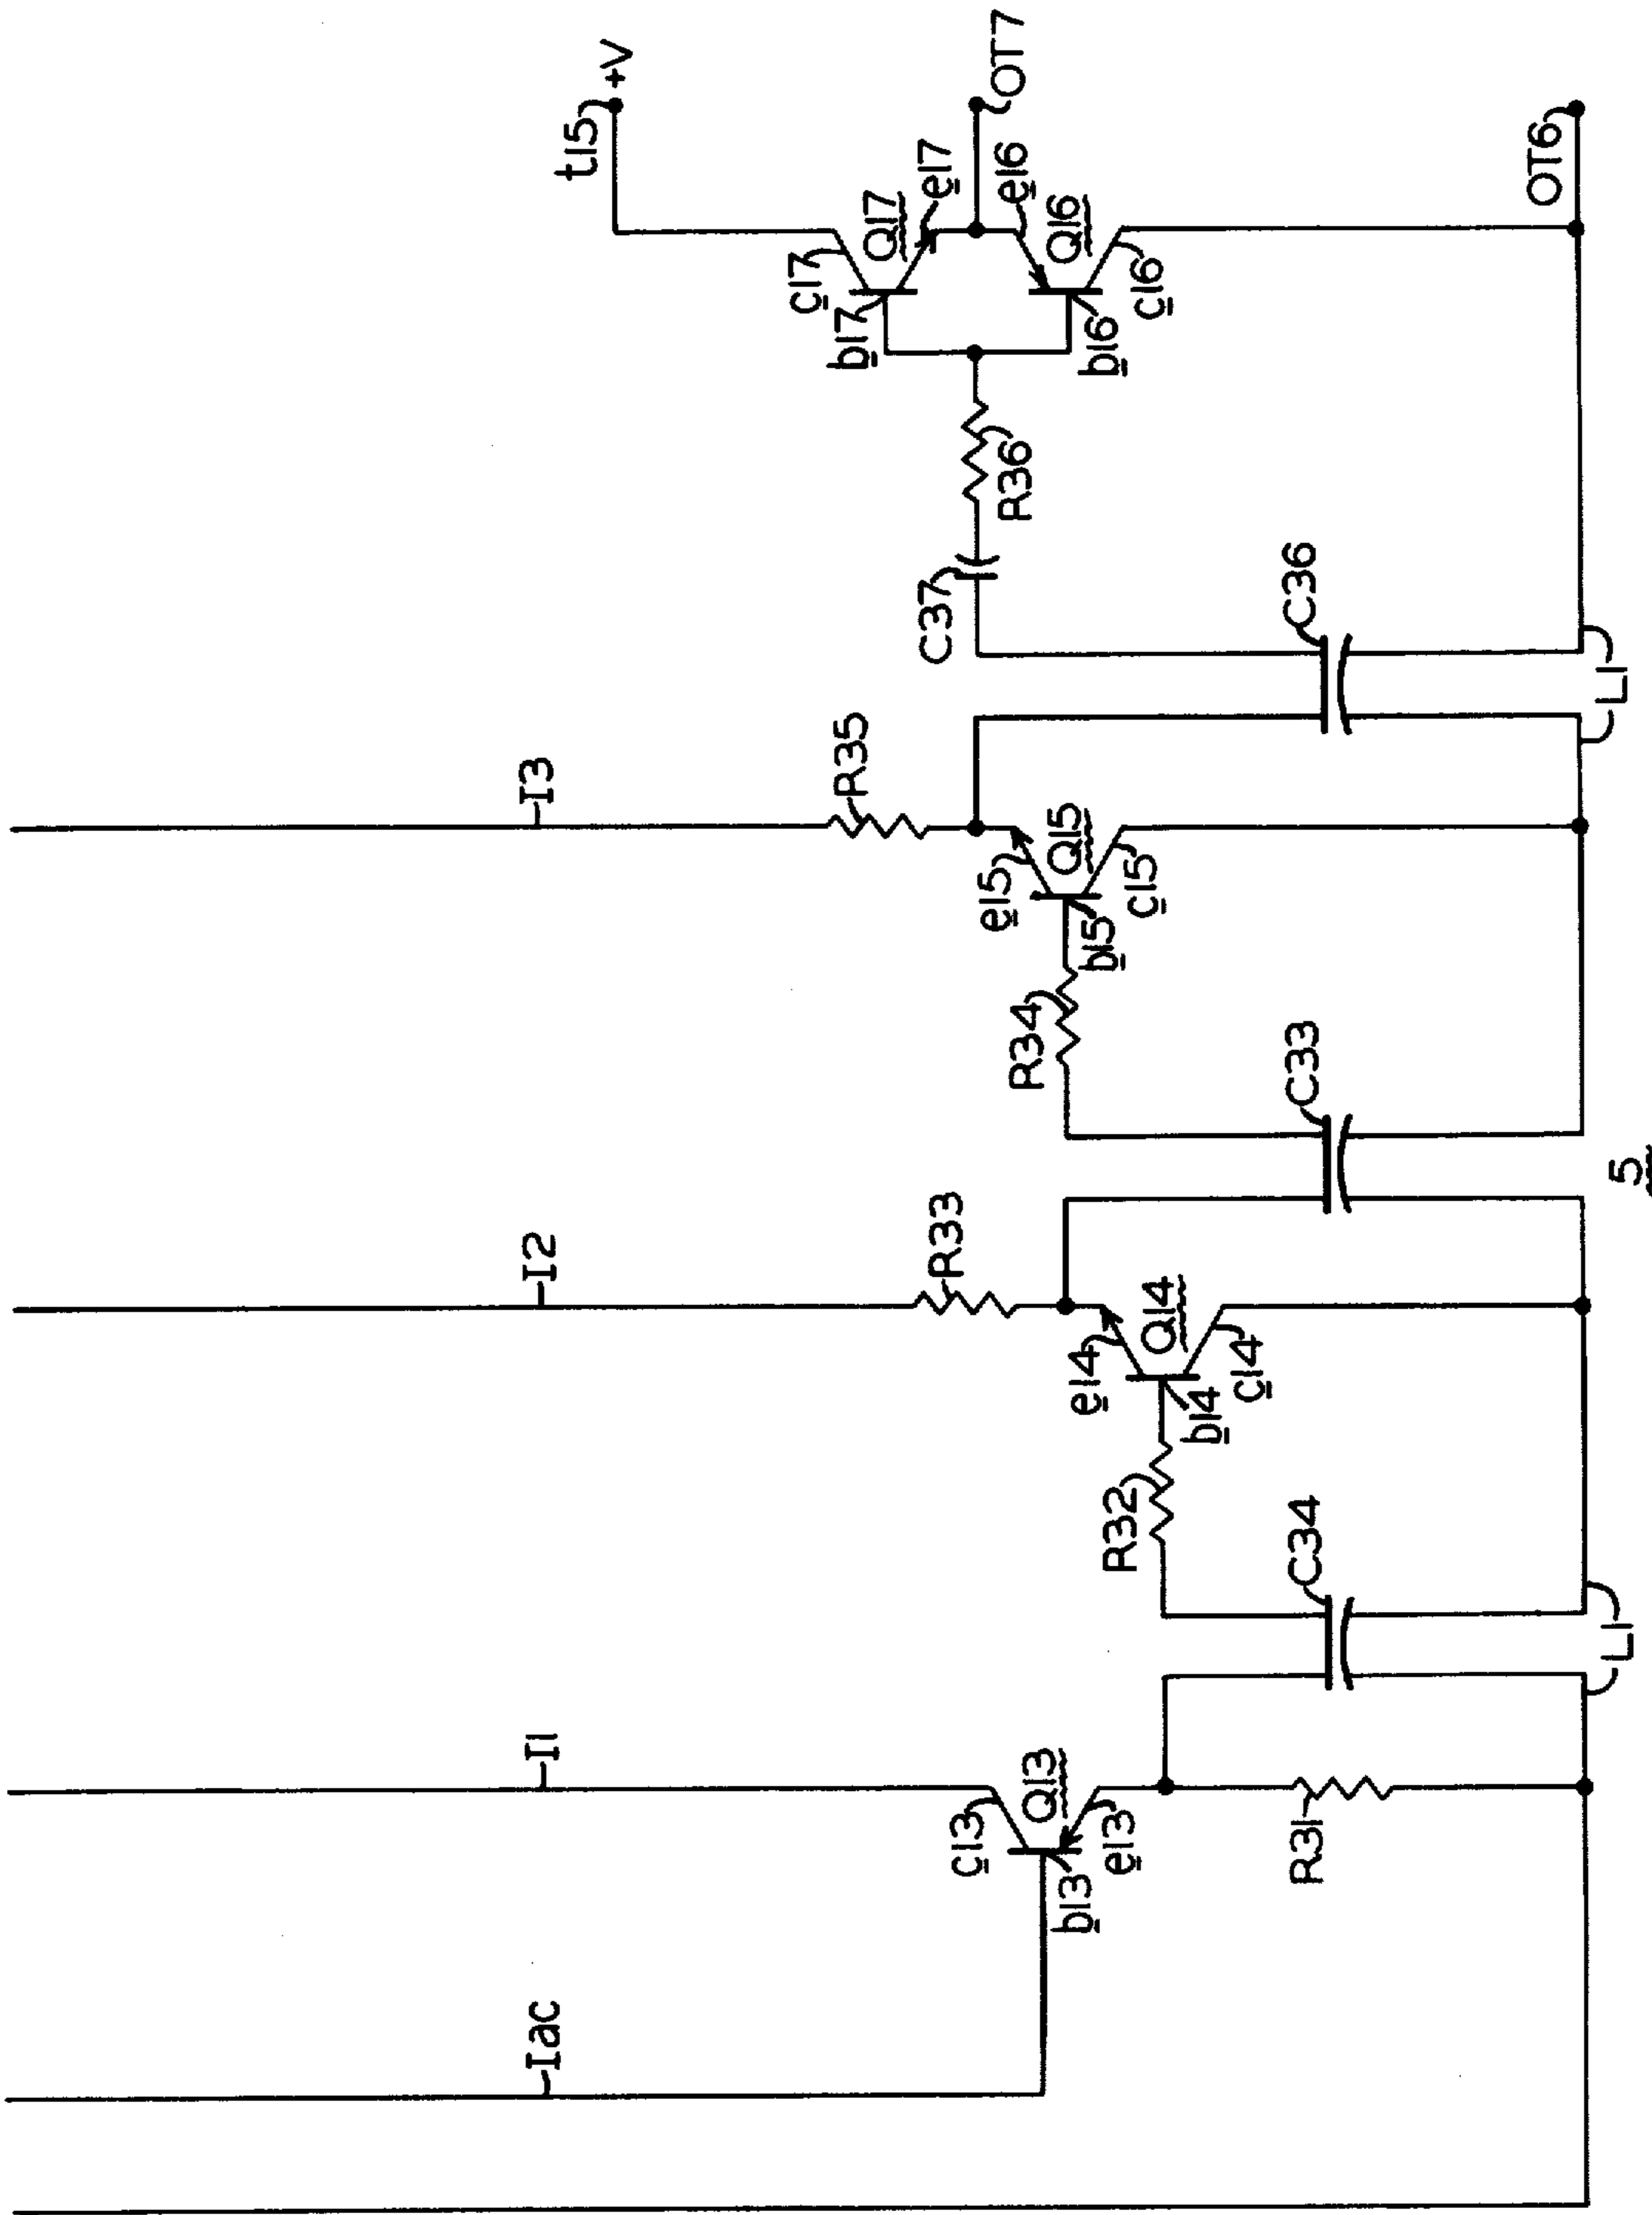 Iac
I1
I2
I3
t15
+V
c13
Q13
b13
e13
R31
C34
L1
R32
e14
Q14
b14
c14
R33
C33
R34
e15
Q15
b15
c15
R35
C36
L1
C37
R36
c17
Q17
b17
e17
e16
Q16
b16
c16
OT7
OT6
5